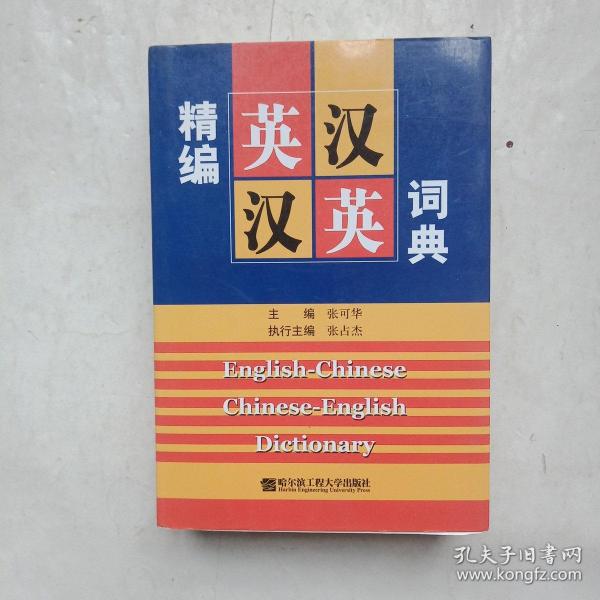 精编
英汉
汉英
词典
主 编 张可华
执行主编 张占杰
English-Chinese
Chinese-English
Dictionary
哈尔滨工程大学出版社
Harbin Engineering University Press
孔夫子旧書网
www.kongfz.com